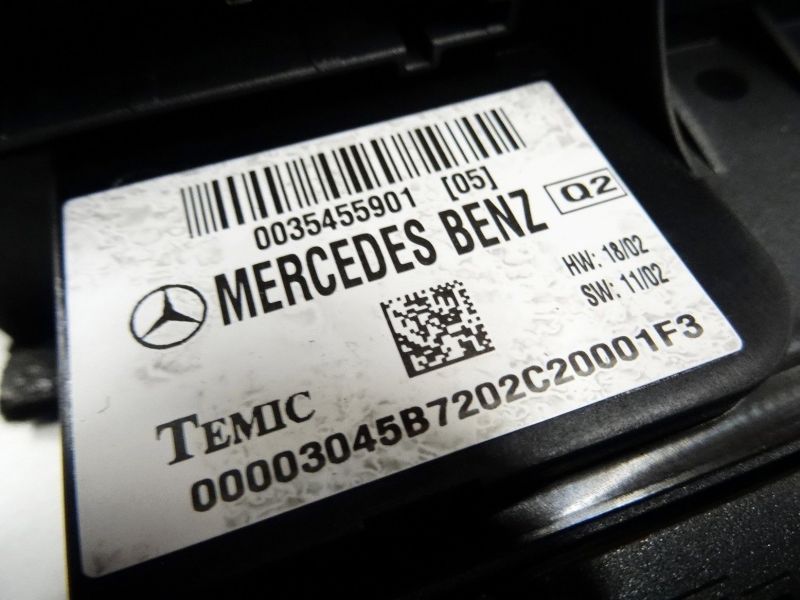 0035455901 [05]
MERCEDES BENZ Q2
HW: 18/02
SW: 11/02
TEMIC
00003045B7202C20001F3